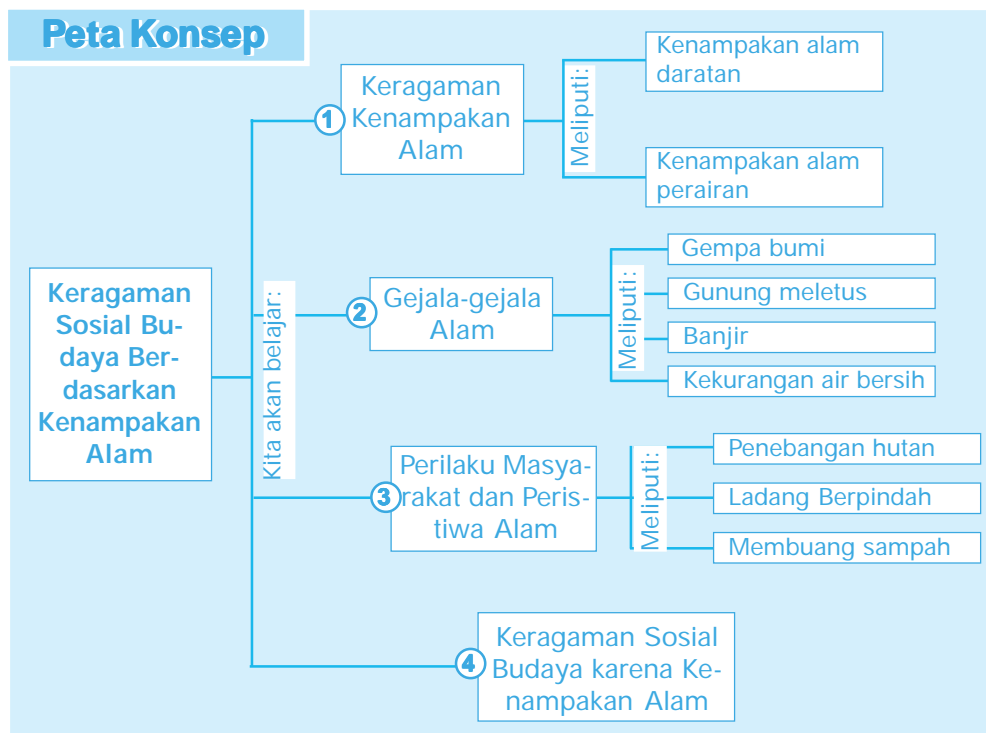 Peta Konsep
Keragaman
Sosial Bu-
daya Ber-
dasarkan
Kenampakan
Alam
Kita akan belajar:
1
Keragaman
Kenampakan
Alam
Meliputi:
Kenampakan alam
daratan
Kenampakan alam
perairan
2
Gejala-gejala
Alam
Meliputi:
Gempa bumi
Gunung meletus
Banjir
Kekurangan air bersih
3
Perilaku Masya-
rakat dan Peris-
tiwa Alam
Meliputi:
Penebangan hutan
Ladang Berpindah
Membuang sampah
4
Keragaman Sosial
Budaya karena Ke-
nampakan Alam